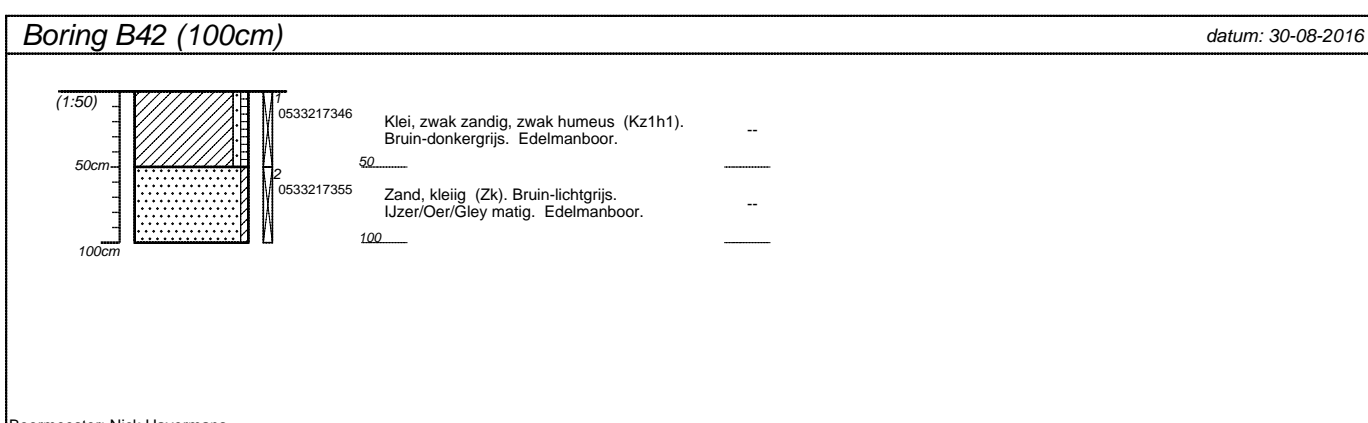 Boring B42 (100cm)
datum: 30-08-2016
(1:50)
1
0533217346
Klei, zwak zandig, zwak humeus (Kz1h1).
Bruin-donkergrijs. Edelmanboor.
--
50cm
50
2
0533217355
Zand, kleiig (Zk). Bruin-lichtgrijs.
IJzer/Oer/Gley matig. Edelmanboor.
--
100
100cm